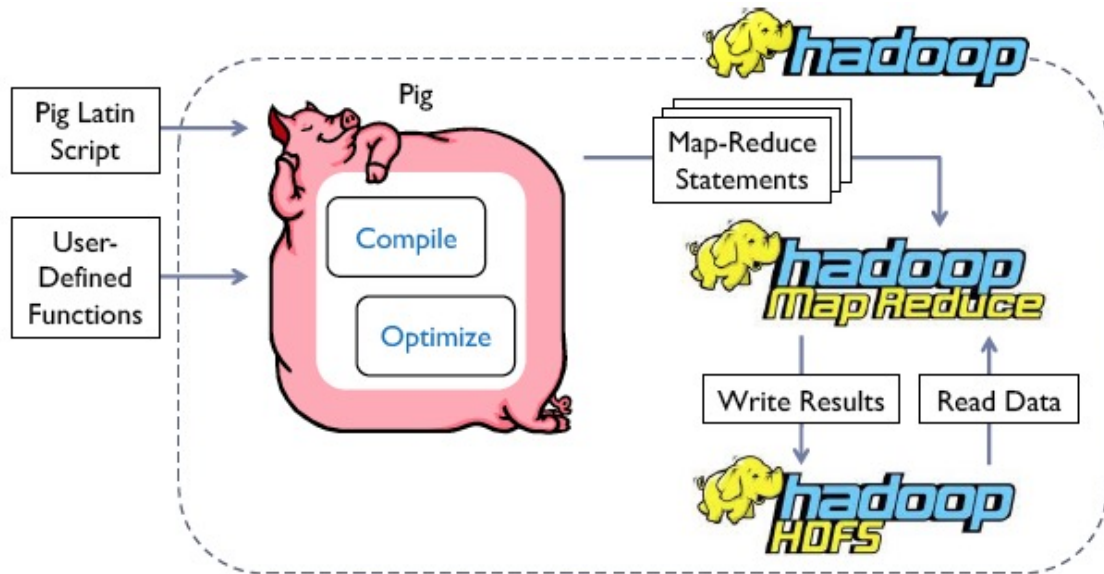 hadoop
Pig
Pig Latin
Script
Map-Reduce
Statements
User-
Defined
Functions
Compile
Optimize
hadoop
Map Reduce
Write Results
Read Data
hadoop
HDFS